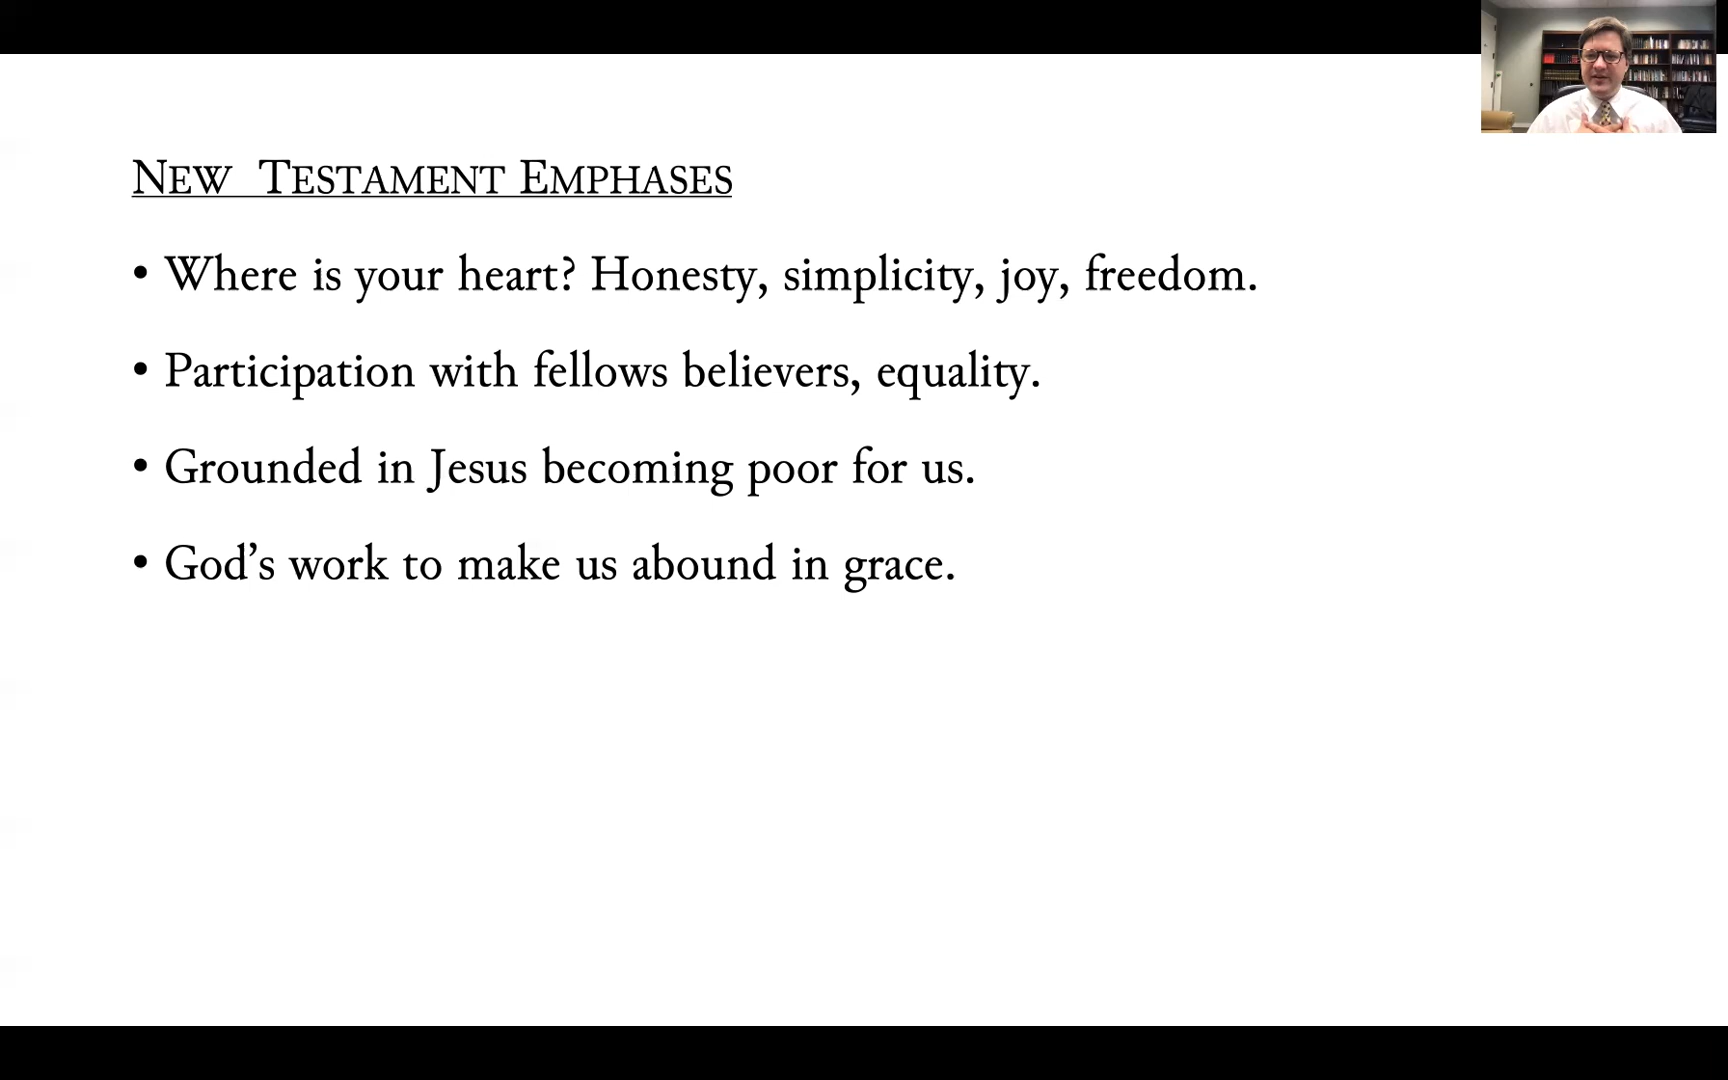 NEW TESTAMENT EMPHASES
• Where is your heart? Honesty, simplicity, joy, freedom.
• Participation with fellows believers, equality.
• Grounded in Jesus becoming poor for us.
• God’s work to make us abound in grace.